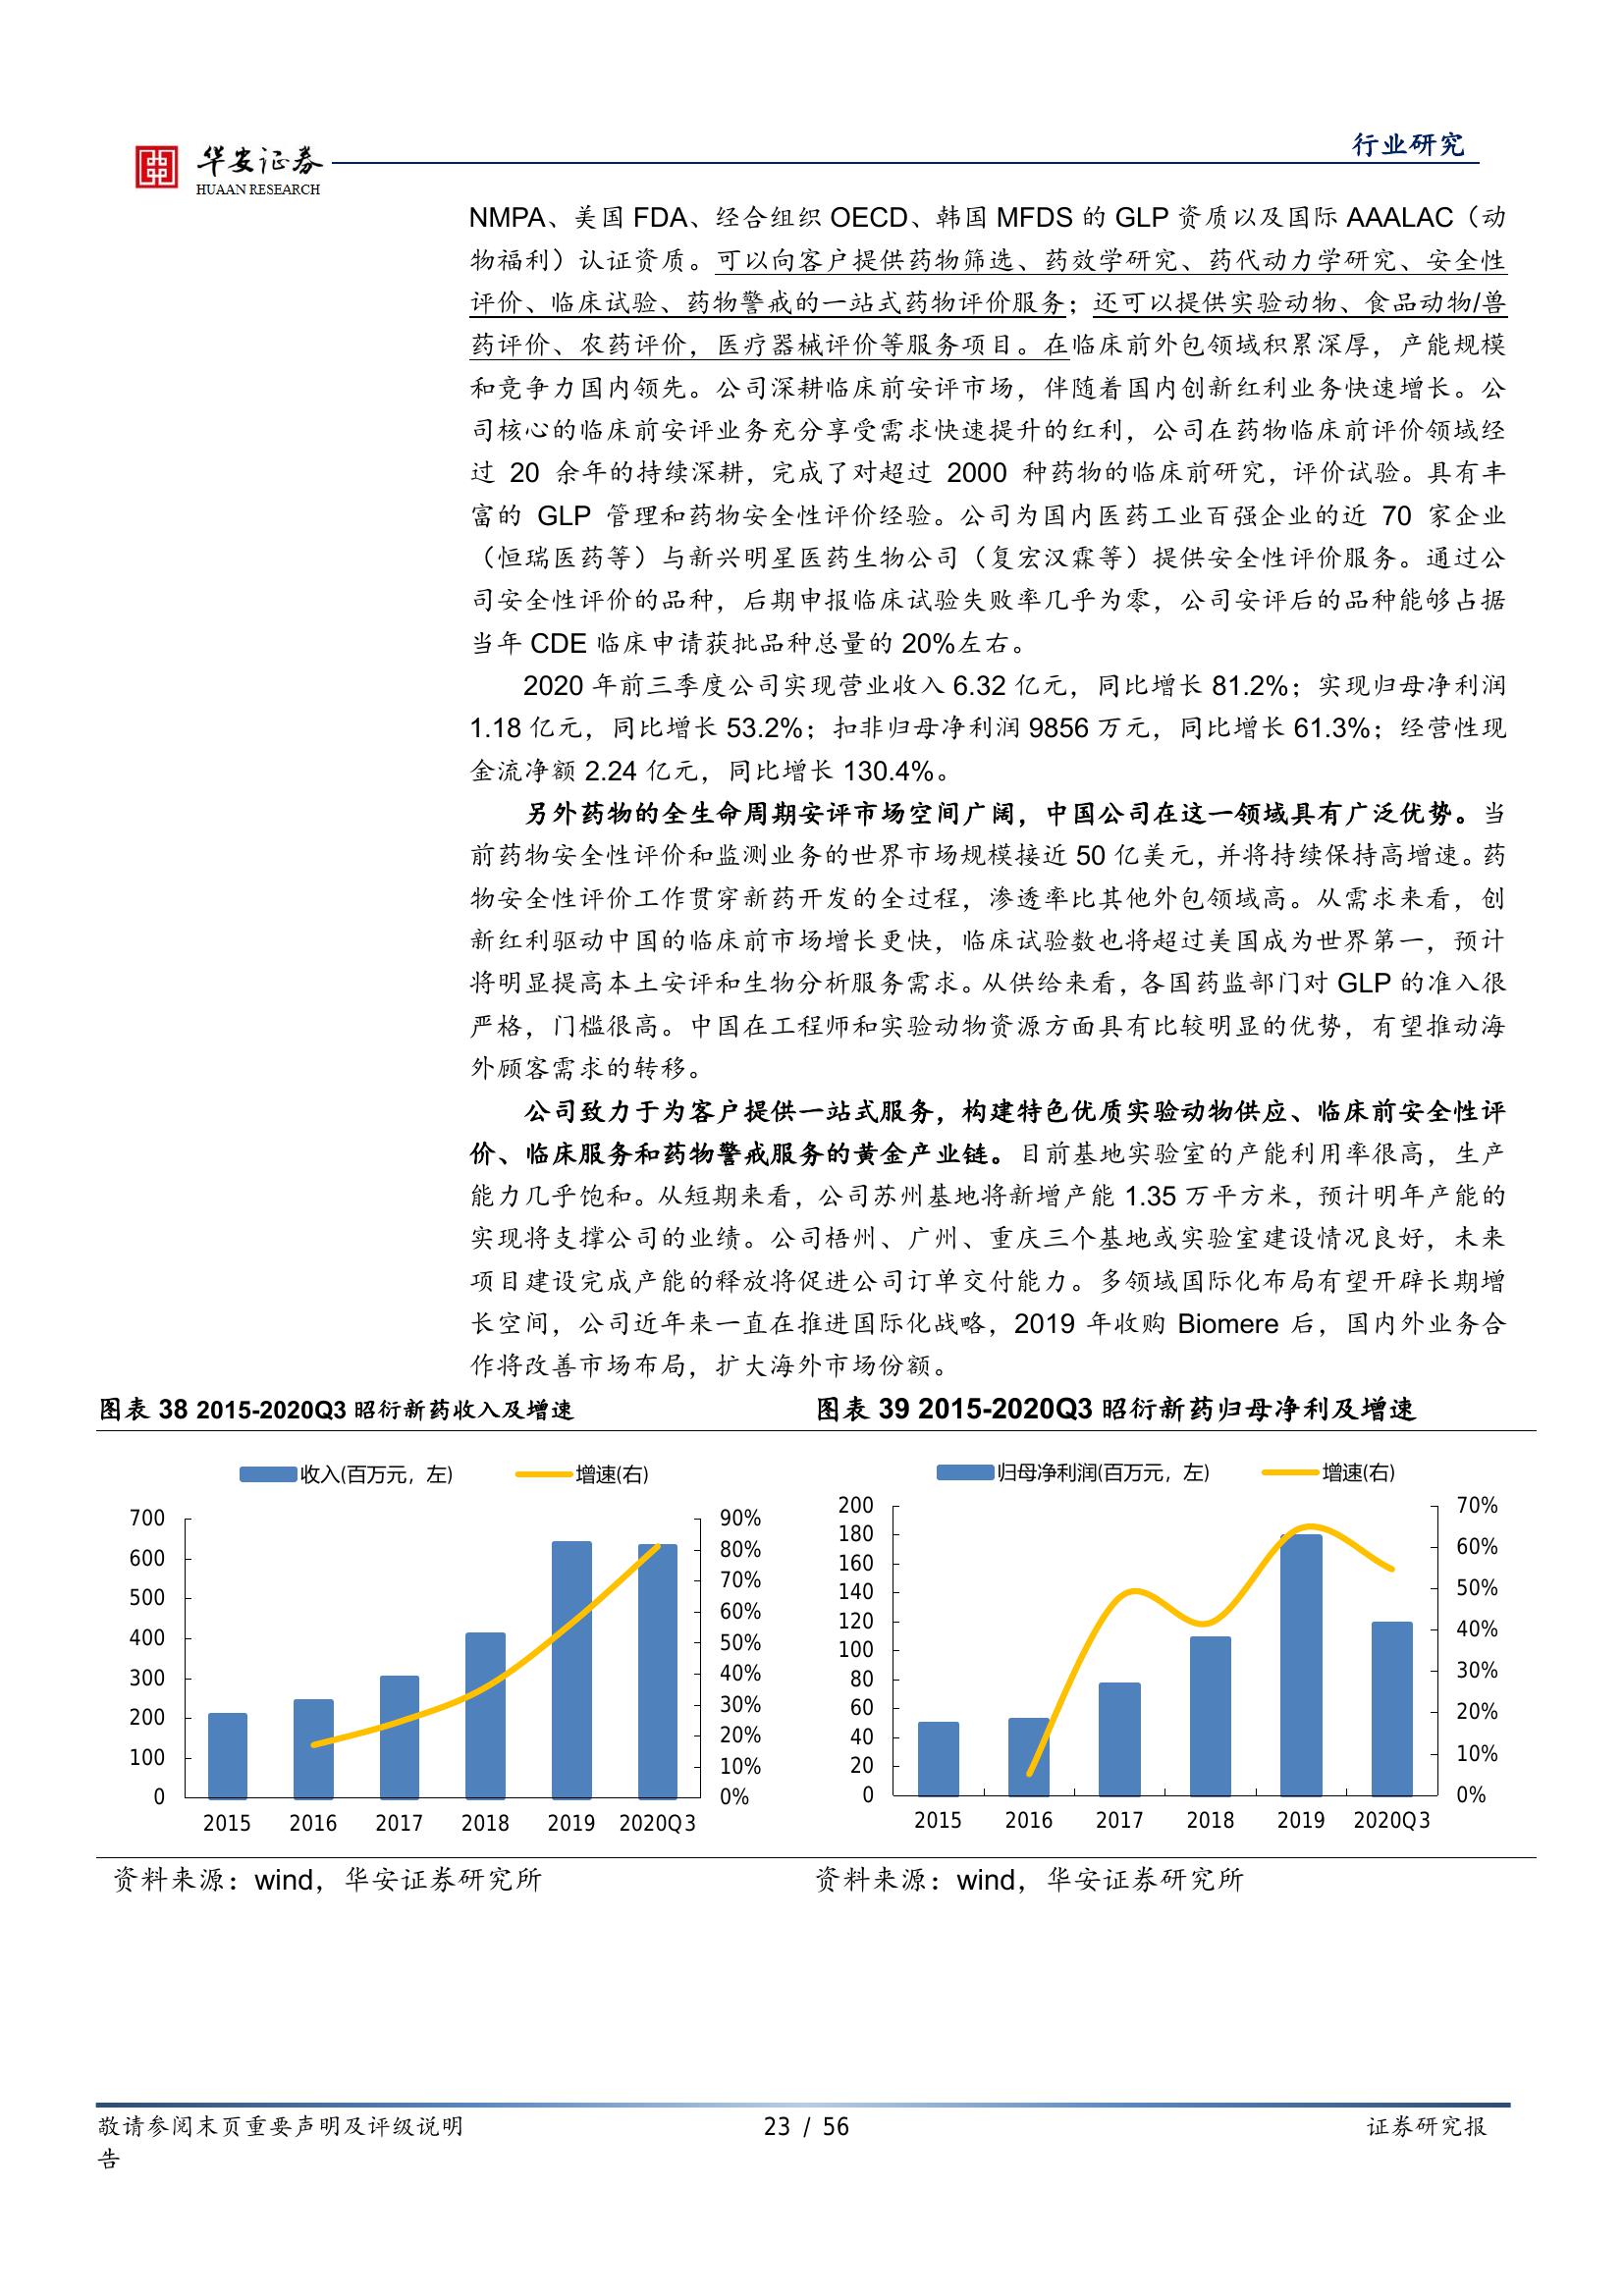 华安证券
HUAAN RESEARCH
行业研究
NMPA、美国 FDA、经合组织 OECD、韩国 MFDS 的 GLP 资质以及国际 AAALAC（动
物福利）认证资质。可以向客户提供药物筛选、药效学研究、药代动力学研究、安全性
评价、临床试验、药物警戒的一站式药物评价服务；还可以提供实验动物、食品动物/兽
药评价、农药评价，医疗器械评价等服务项目。在临床前外包领域积累深厚，产能规模
和竞争力国内领先。公司深耕临床前安评市场，伴随着国内创新红利业务快速增长。公
司核心的临床前安评业务充分享受需求快速提升的红利，公司在药物临床前评价领域经
过 20 余年的持续深耕，完成了对超过 2000 种药物的临床前研究，评价试验。具有丰
富的 GLP 管理和药物安全性评价经验。公司为国内医药工业百强企业的近 70 家企业
（恒瑞医药等）与新兴明星医药生物公司（复宏汉霖等）提供安全性评价服务。通过公
司安全性评价的品种，后期申报临床试验失败率几乎为零，公司安评后的品种能够占据
当年 CDE 临床申请获批品种总量的 20%左右。
2020 年前三季度公司实现营业收入 6.32 亿元，同比增长 81.2%；实现归母净利润
1.18 亿元，同比增长 53.2%；扣非归母净利润 9856 万元，同比增长 61.3%；经营性现
金流净额 2.24 亿元，同比增长 130.4%。
另外药物的全生命周期安评市场空间广阔，中国公司在这一领域具有广泛优势。当
前药物安全性评价和监测业务的世界市场规模接近 50 亿美元，并将持续保持高增速。药
物安全性评价工作贯穿新药开发的全过程，渗透率比其他外包领域高。从需求来看，创
新红利驱动中国的临床前市场增长更快，临床试验数也将超过美国成为世界第一，预计
将明显提高本土安评和生物分析服务需求。从供给来看，各国药监部门对 GLP 的准入很
严格，门槛很高。中国在工程师和实验动物资源方面具有比较明显的优势，有望推动海
外顾客需求的转移。
公司致力于为客户提供一站式服务，构建特色优质实验动物供应、临床前安全性评
价、临床服务和药物警戒服务的黄金产业链。目前基地实验室的产能利用率很高，生产
能力几乎饱和。从短期来看，公司苏州基地将新增产能 1.35 万平方米，预计明年产能的
实现将支撑公司的业绩。公司梧州、广州、重庆三个基地或实验室建设情况良好，未来
项目建设完成产能的释放将促进公司订单交付能力。多领域国际化布局有望开辟长期增
长空间，公司近年来一直在推进国际化战略，2019 年收购 Biomere 后，国内外业务合
作将改善市场布局，扩大海外市场份额。
图表 38 2015-2020Q3 昭衍新药收入及增速
收入(百万元，左) 增速(右)
700 90%
600 80%
500 70%
400 60%
300 50%
200 40%
100 30%
0 20%
10%
0%
2015 2016 2017 2018 2019 2020Q3
资料来源：wind，华安证券研究所
图表 39 2015-2020Q3 昭衍新药归母净利及增速
归母净利润(百万元，左) 增速(右)
200 70%
180 60%
160 50%
140 40%
120 30%
100 20%
80 10%
60 0%
40
20
0
2015 2016 2017 2018 2019 2020Q3
资料来源：wind，华安证券研究所
敬请参阅末页重要声明及评级说明 23 / 56 证券研究报
告